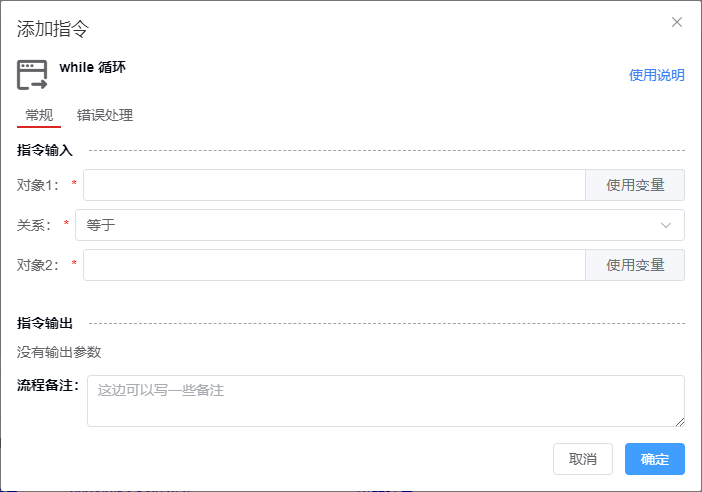 添加指令
while 循环
使用说明
常规 错误处理
指令输入
对象1: * 使用变量
关系: * 等于
对象2: * 使用变量
指令输出
没有输出参数
流程备注: 这边可以写一些备注
取消 确定